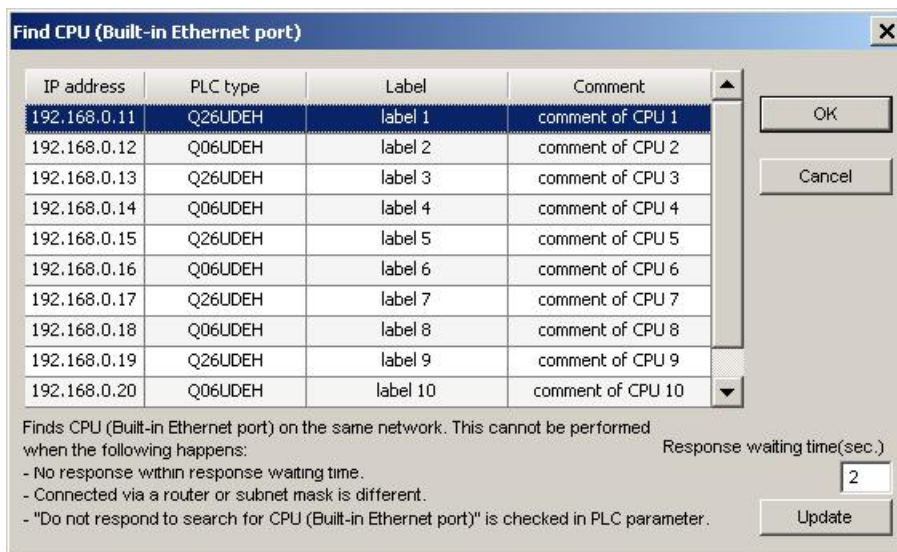 Find CPU (Built-in Ethernet port)
IP address PLC type Label Comment
192.168.0.11 Q26UDEH label 1 comment of CPU 1
192.168.0.12 Q06UDEH label 2 comment of CPU 2
192.168.0.13 Q26UDEH label 3 comment of CPU 3
192.168.0.14 Q06UDEH label 4 comment of CPU 4
192.168.0.15 Q26UDEH label 5 comment of CPU 5
192.168.0.16 Q06UDEH label 6 comment of CPU 6
192.168.0.17 Q26UDEH label 7 comment of CPU 7
192.168.0.18 Q06UDEH label 8 comment of CPU 8
192.168.0.19 Q26UDEH label 9 comment of CPU 9
192.168.0.20 Q06UDEH label 10 comment of CPU 10
OK
Cancel
Finds CPU (Built-in Ethernet port) on the same network. This cannot be performed
when the following happens:
- No response within response waiting time.
- Connected via a router or subnet mask is different.
- "Do not respond to search for CPU (Built-in Ethernet port)" is checked in PLC parameter.
Response waiting time(sec.)
2
Update